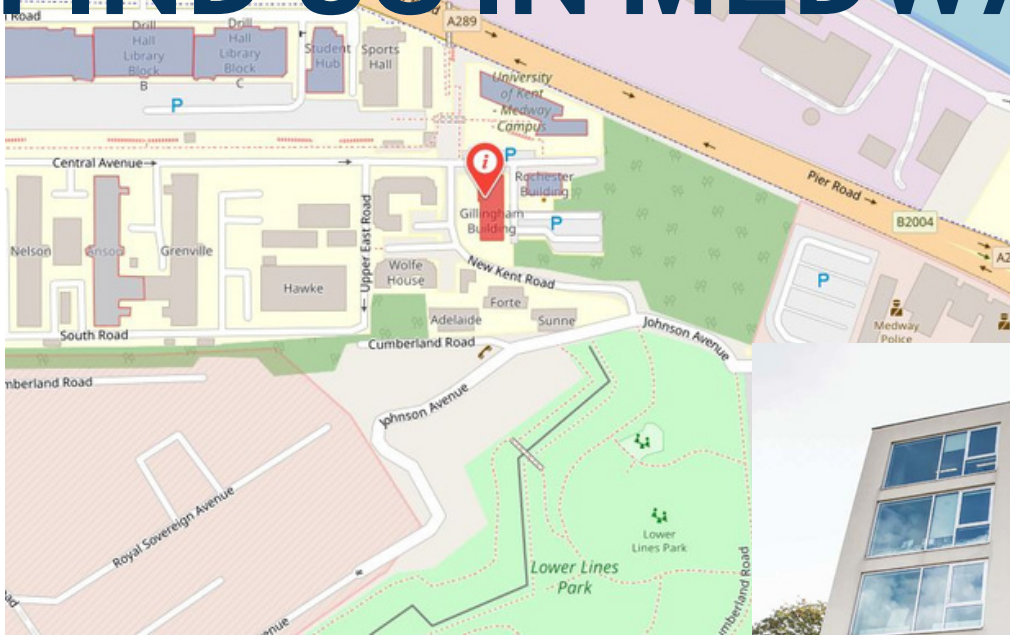 FIND US IN MEDWA
Road
A289
Drill
Hall
Library
Block
B
Drill
Hall
Library
Block
C
Student
Hub
Sports
Hall
University
of Kent
- Medway
Campus
P
P
Central Avenue
i
Rochester
Building
Gillingham
Building
P
Pier Road
B2004
A2
Nelson
Anson
Grenville
Upper East Road
Wolfe
House
New Kent Road
Hawke
Forte
Adelaide
Sunne
P
Medway
Police
South Road
Cumberland Road
Johnson Avenue
mberland Road
Johnson Avenue
Royal Sovereign Avenue
Lower
Lines Park
Lower Lines
Park
mberland Road
enue
ad